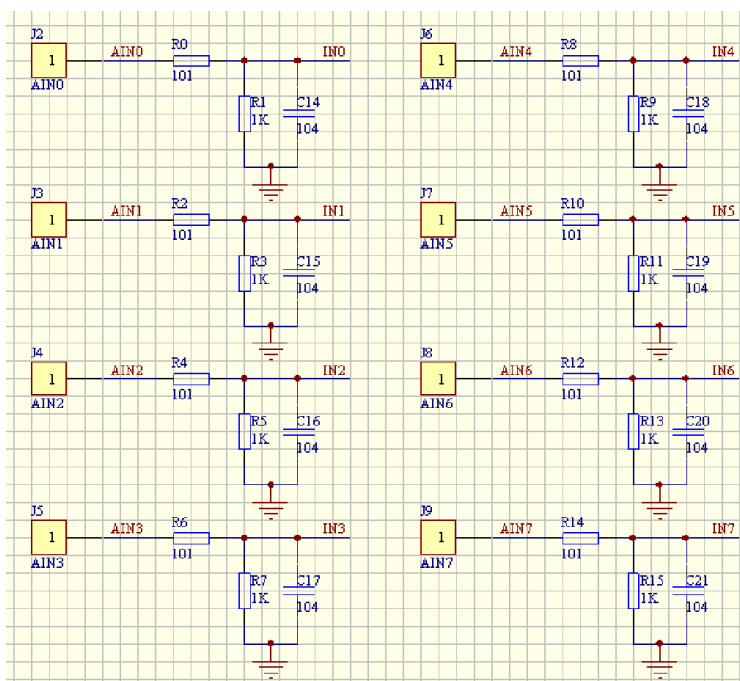 J2
1
AIN0
AIN0
R0
101
IN0
R1
1K
C14
104
J6
1
AIN4
AIN4
R8
101
IN4
R9
1K
C18
104
J3
1
AIN1
AIN1
R2
101
IN1
R3
1K
C15
104
J7
1
AIN5
AIN5
R10
101
IN5
R11
1K
C19
104
J4
1
AIN2
AIN2
R4
101
IN2
R5
1K
C16
104
J8
1
AIN6
AIN6
R12
101
IN6
R13
1K
C20
104
J5
1
AIN3
AIN3
R6
101
IN3
R7
1K
C17
104
J9
1
AIN7
AIN7
R14
101
IN7
R15
1K
C21
104